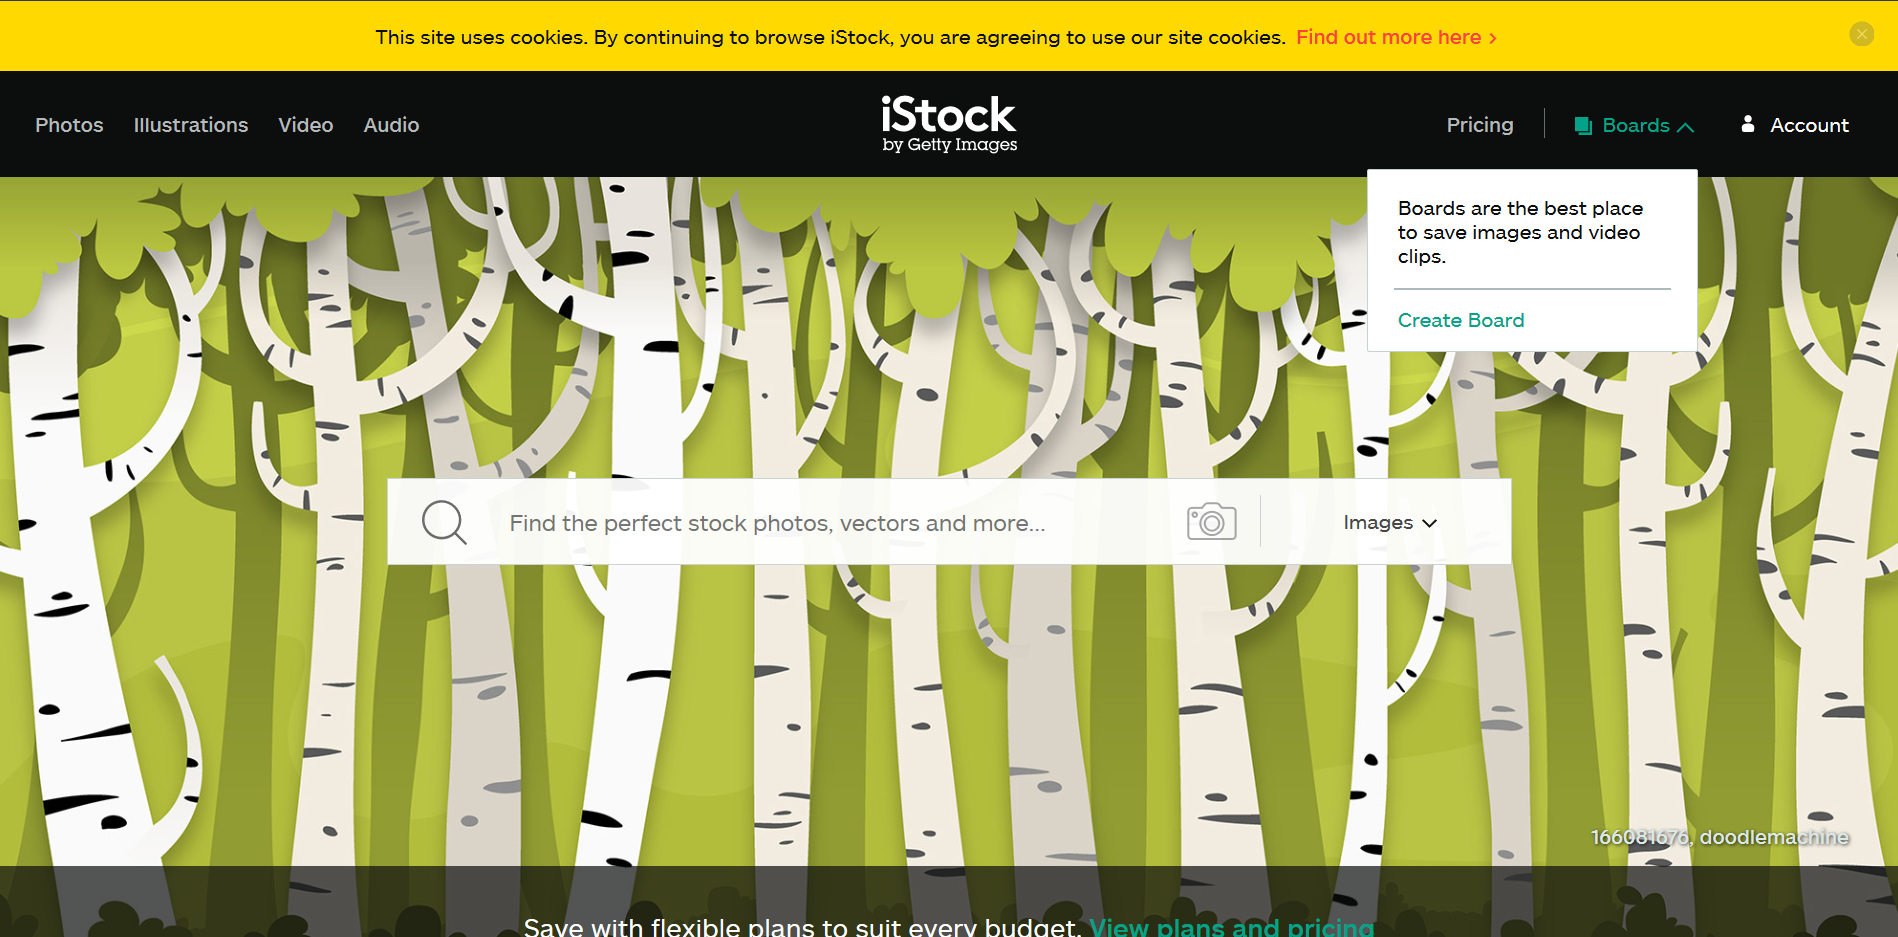 This site uses cookies. By continuing to browse iStock, you are agreeing to use our site cookies. Find out more here >
Photos Illustrations Video Audio
iStock
by Getty Images
Pricing Boards Account
Boards are the best place
to save images and video
clips.
Create Board
Find the perfect stock photos, vectors and more...
Images
166081676, doodlemachine
Save with flexible plans to suit every budget. View plans and pricing